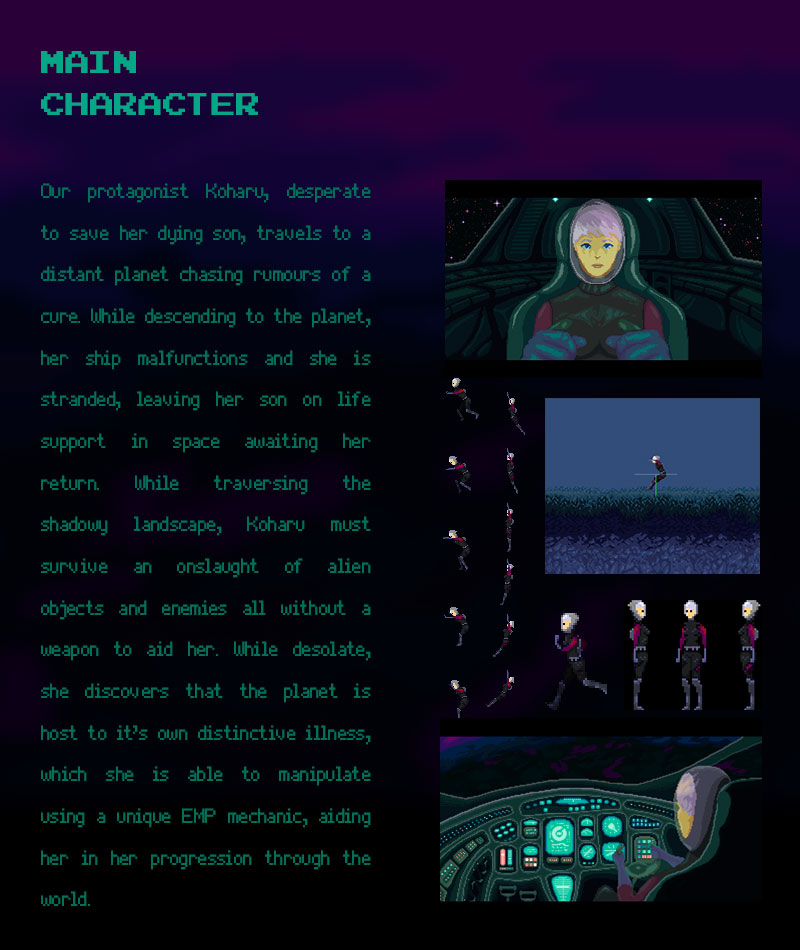 MAIN
CHARACTER
Our protagonist Koharu, desperate
to save her dying son, travels to a
distant planet chasing rumours of a
cure. While descending to the planet,
her ship malfunctions and she is
stranded, leaving her son on life
support in space awaiting her
return. While traversing the
shadowy landscape, Koharu must
survive an onslaught of alien
objects and enemies all without a
weapon to aid her. While desolate,
she discovers that the planet is
host to it's own distinctive illness,
which she is able to manipulate
using a unique EMP mechanic, aiding
her in her progression through the
world.